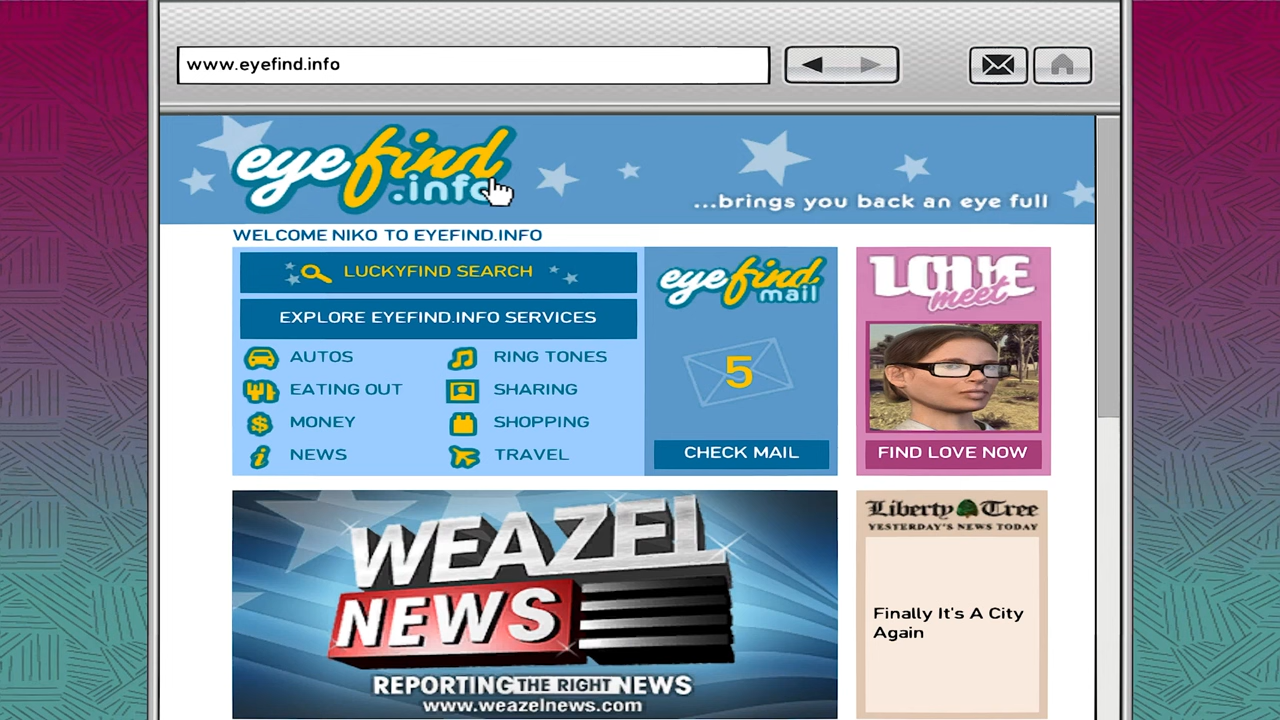 www.eyefind.info
eyefind
.info
...brings you back an eye full
WELCOME NIKO TO EYEFIND.INFO
LUCKYFIND SEARCH
EXPLORE EYEFIND.INFO SERVICES
AUTOS
RING TONES
EATING OUT
SHARING
MONEY
SHOPPING
NEWS
TRAVEL
eyefind
mail
5
CHECK MAIL
LOVE
meet
FIND LOVE NOW
WEAZEL
NEWS
REPORTING THE RIGHT NEWS
www.weazelnews.com
Liberty Tree
YESTERDAY'S NEWS TODAY
Finally It's A City
Again